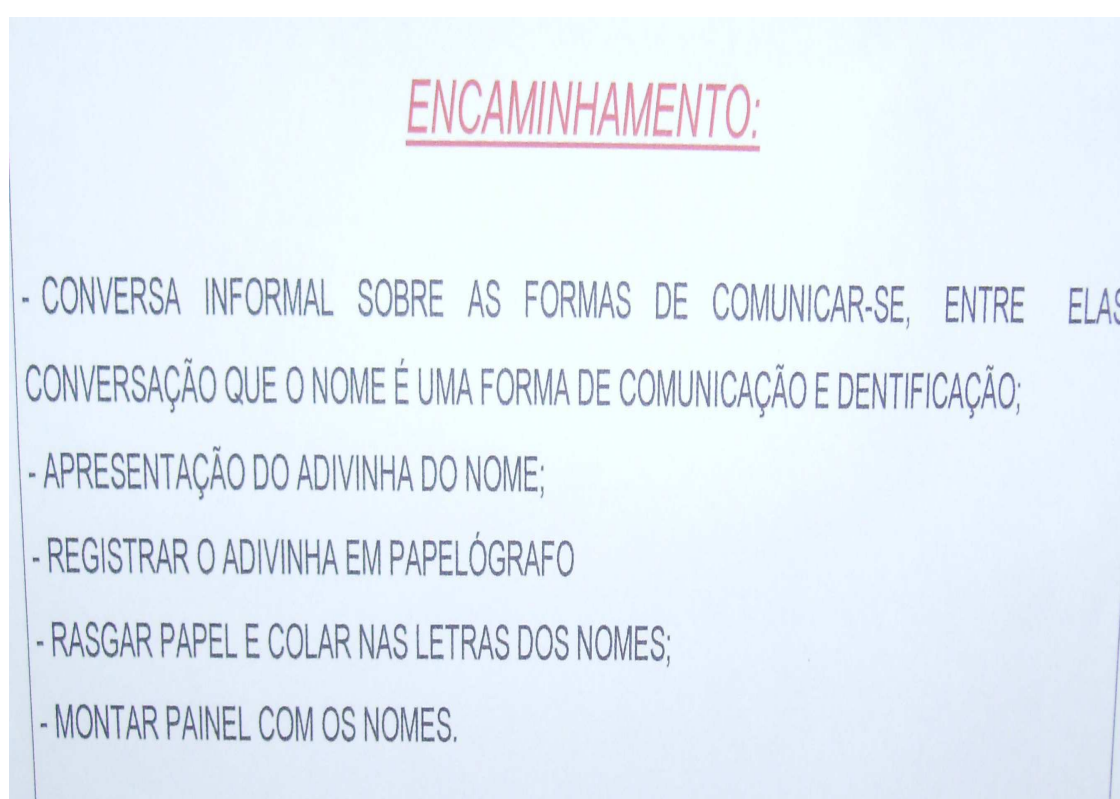 ENCAMINHAMENTO:
- CONVERSA INFORMAL SOBRE AS FORMAS DE COMUNICAR-SE, ENTRE ELAS
CONVERSAÇÃO QUE O NOME É UMA FORMA DE COMUNICAÇÃO E DENTIFICAÇÃO;
- APRESENTAÇÃO DO ADIVINHA DO NOME;
- REGISTRAR O ADIVINHA EM PAPELÓGRAFO
- RASGAR PAPEL E COLAR NAS LETRAS DOS NOMES;
- MONTAR PAINEL COM OS NOMES.